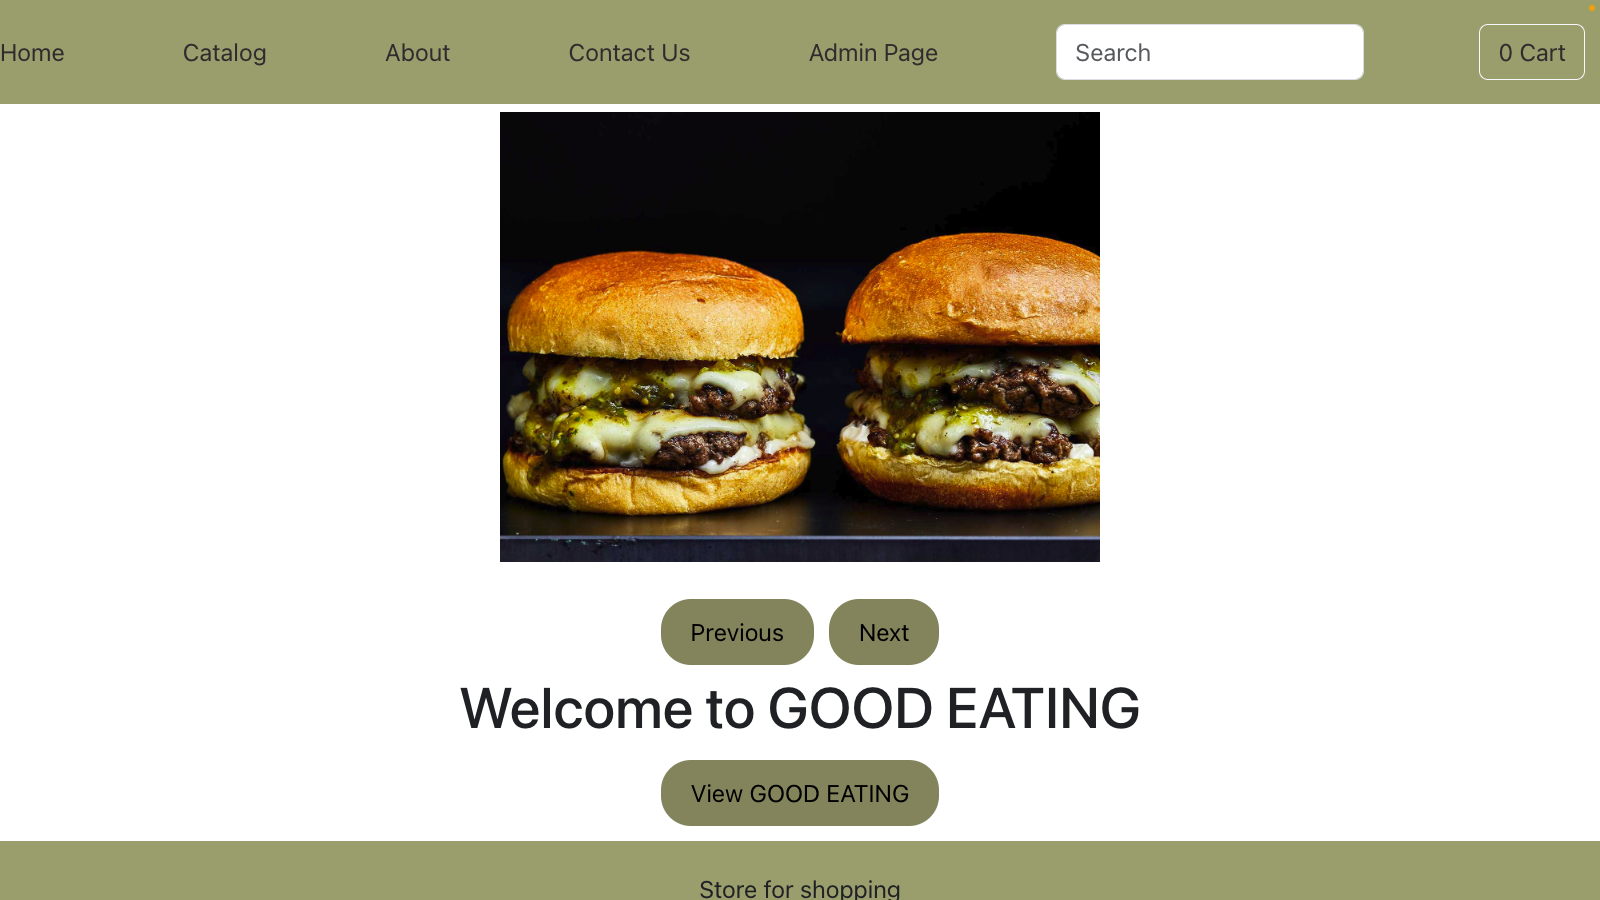 Home Catalog About Contact Us Admin Page Search 0 Cart
Previous Next
Welcome to GOOD EATING
View GOOD EATING
Store for shopping